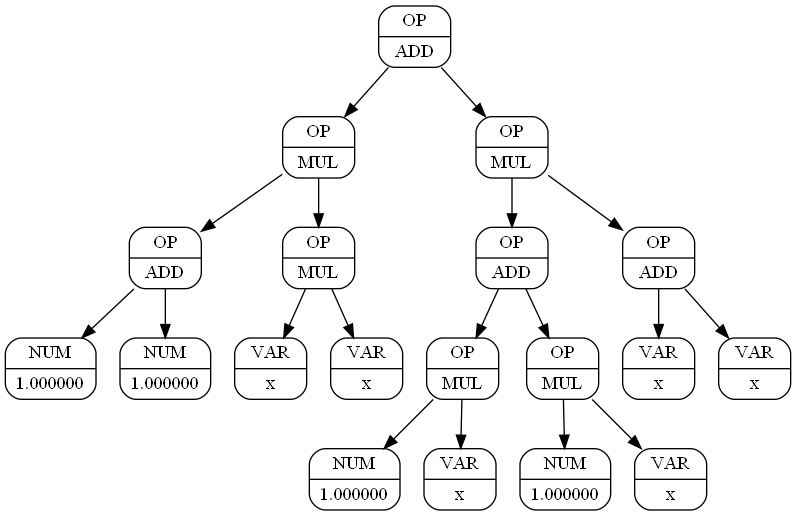 OP
ADD
OP
MUL
OP
MUL
OP
ADD
OP
MUL
OP
ADD
OP
ADD
NUM
1.000000
NUM
1.000000
VAR
x
VAR
x
OP
MUL
OP
MUL
VAR
x
VAR
x
NUM
1.000000
VAR
x
NUM
1.000000
VAR
x